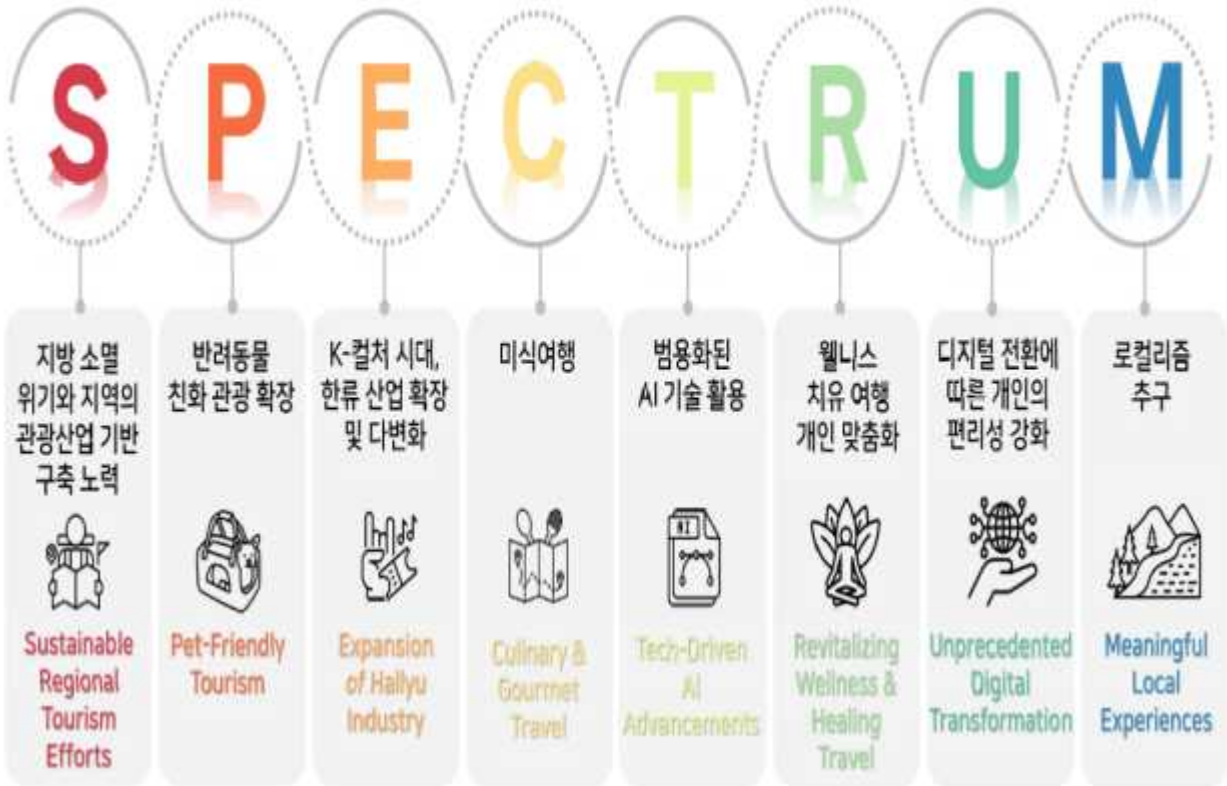 S P E C T R U M
지방 소멸
위기와 지역의
관광산업 기반
구축 노력
Sustainable
Regional
Tourism
Efforts
반려동물
친화 관광 확장
Pet-Friendly
Tourism
K-컬처 시대,
한류 산업 확장
및 다변화
Expansion
of Hallyu
Industry
미식여행
Culinary &
Gourmet
Travel
범용화된
AI 기술 활용
AI
Tech-Driven
AI
Advancements
웰니스
치유 여행
개인 맞춤화
Revitalizing
Wellness &
Healing
Travel
디지털 전환에
따른 개인의
편리성 강화
Unprecedented
Digital
Transformation
로컬리즘
추구
Meaningful
Local
Experiences